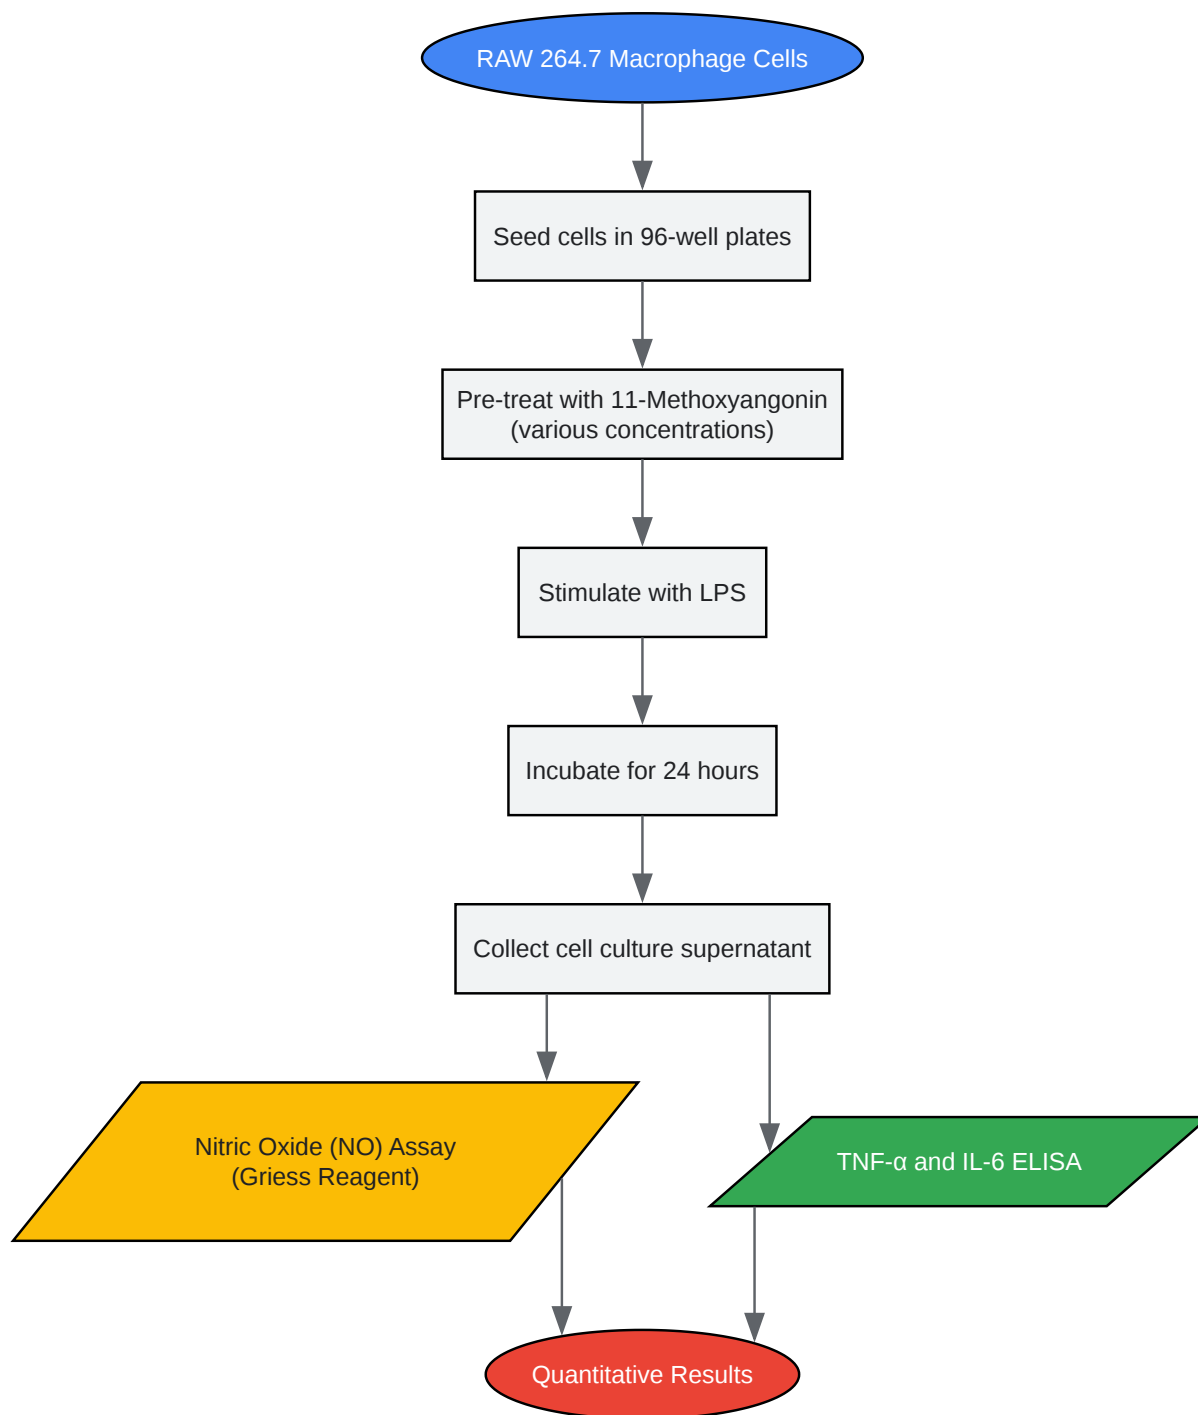 RAW 264.7 Macrophage Cells
Seed cells in 96-well plates
Pre-treat with 11-Methoxyangonin
(various concentrations)
Stimulate with LPS
Incubate for 24 hours
Collect cell culture supernatant
Nitric Oxide (NO) Assay
(Griess Reagent)
TNF-α and IL-6 ELISA
Quantitative Results